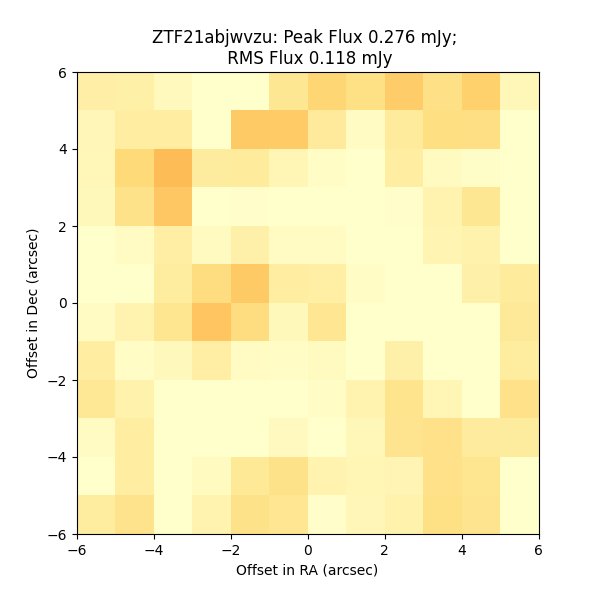 ZTF21abjwvzu: Peak Flux 0.276 mJy;
RMS Flux 0.118 mJy
6
4
2
0
−2
−4
−6
Offset in Dec (arcsec)
−6 −4 −2 0 2 4 6
Offset in RA (arcsec)